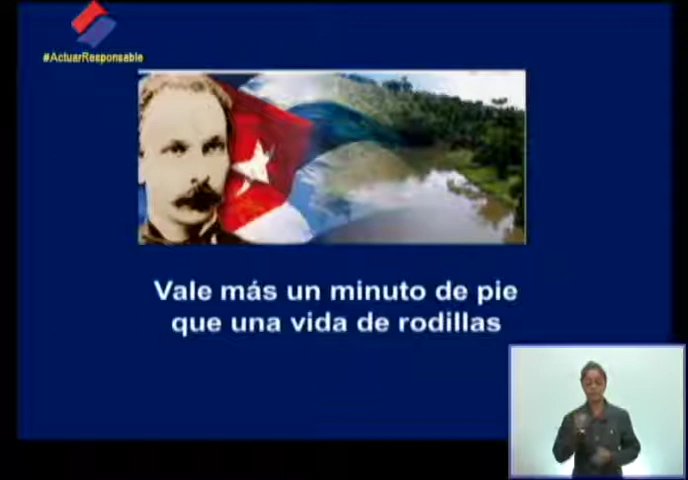 #ActuarResponsable
Vale más un minuto de pie
que una vida de rodillas